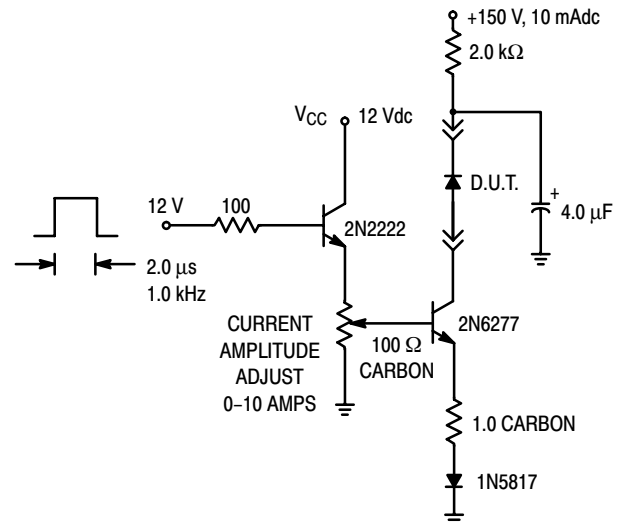 +150 V, 10 mAdc
2.0 kΩ
VCC
12 Vdc
D.U.T.
+
4.0 μF
12 V
100
2N2222
2.0 μs
1.0 kHz
CURRENT
AMPLITUDE
ADJUST
0–10 AMPS
100 Ω
CARBON
2N6277
1.0 CARBON
1N5817